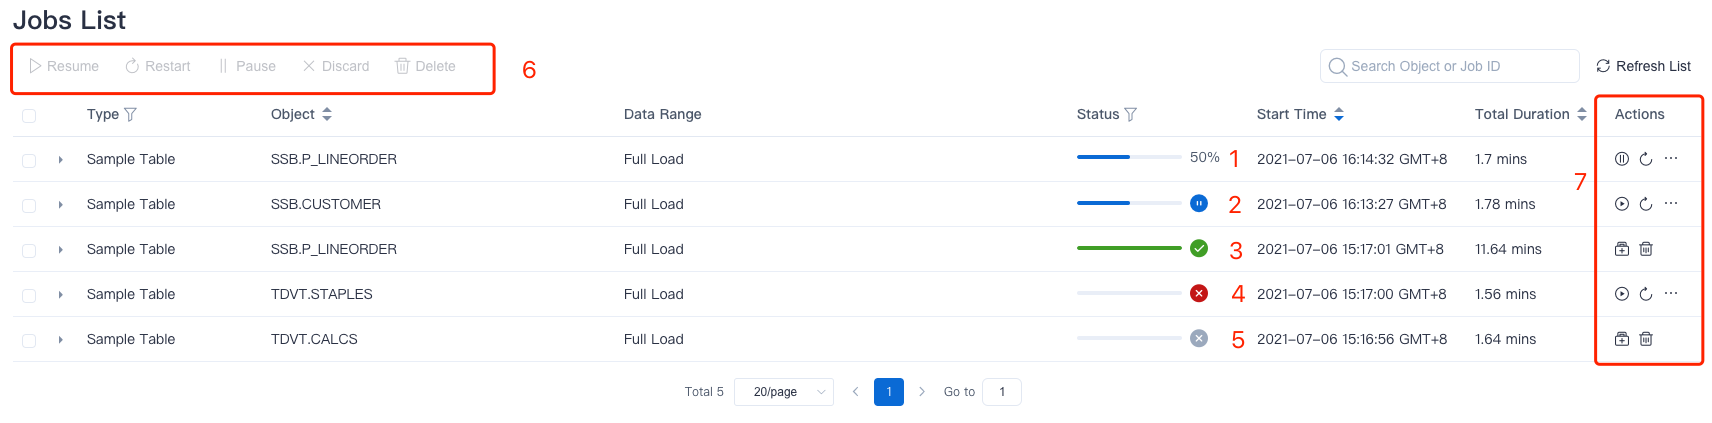 Jobs List
Resume Restart Pause Discard Delete 6 Search Object or Job ID Refresh List
Type Object Data Range Status Start Time Total Duration Actions
Sample Table SSB.P_LINEORDER Full Load 50% 1 2021-07-06 16:14:32 GMT+8 1.7 mins ...
7
Sample Table SSB.CUSTOMER Full Load 2 2021-07-06 16:13:27 GMT+8 1.78 mins ...
Sample Table SSB.P_LINEORDER Full Load 3 2021-07-06 15:17:01 GMT+8 11.64 mins
Sample Table TDVT.STAPLES Full Load 4 2021-07-06 15:17:00 GMT+8 1.56 mins ...
Sample Table TDVT.CALCS Full Load 5 2021-07-06 15:16:56 GMT+8 1.64 mins
Total 5 20/page < 1 > Go to 1